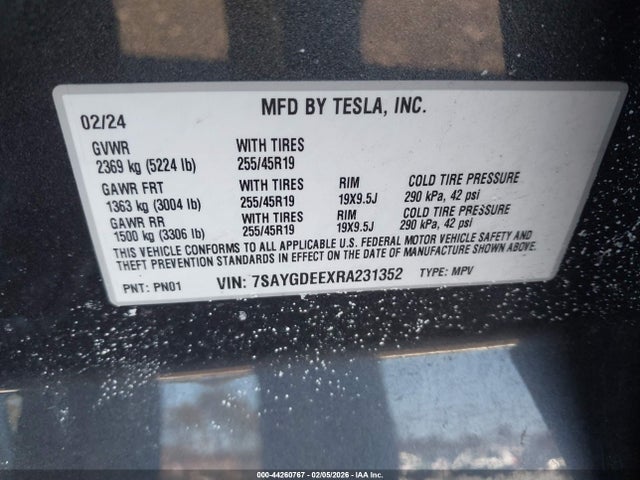 MFD BY TESLA, INC.
02/24
GVWR WITH TIRES
2369 kg (5224 lb) 255/45R19
GAWR FRT WITH TIRES RIM COLD TIRE PRESSURE
1363 kg (3004 lb) 255/45R19 19X9.5J 290 kPa, 42 psi
GAWR RR WITH TIRES RIM COLD TIRE PRESSURE
1500 kg (3306 lb) 255/45R19 19X9.5J 290 kPa, 42 psi
THIS VEHICLE CONFORMS TO ALL APPLICABLE U.S. FEDERAL MOTOR VEHICLE SAFETY AND
THEFT PREVENTION STANDARDS IN EFFECT ON THE DATE OF MANUFACTURE SHOWN ABOVE.
PNT: PN01 VIN: 7SAYGDEEXRA231352 TYPE: MPV
000-44260767 - 02/05/2026 - IAA Inc.